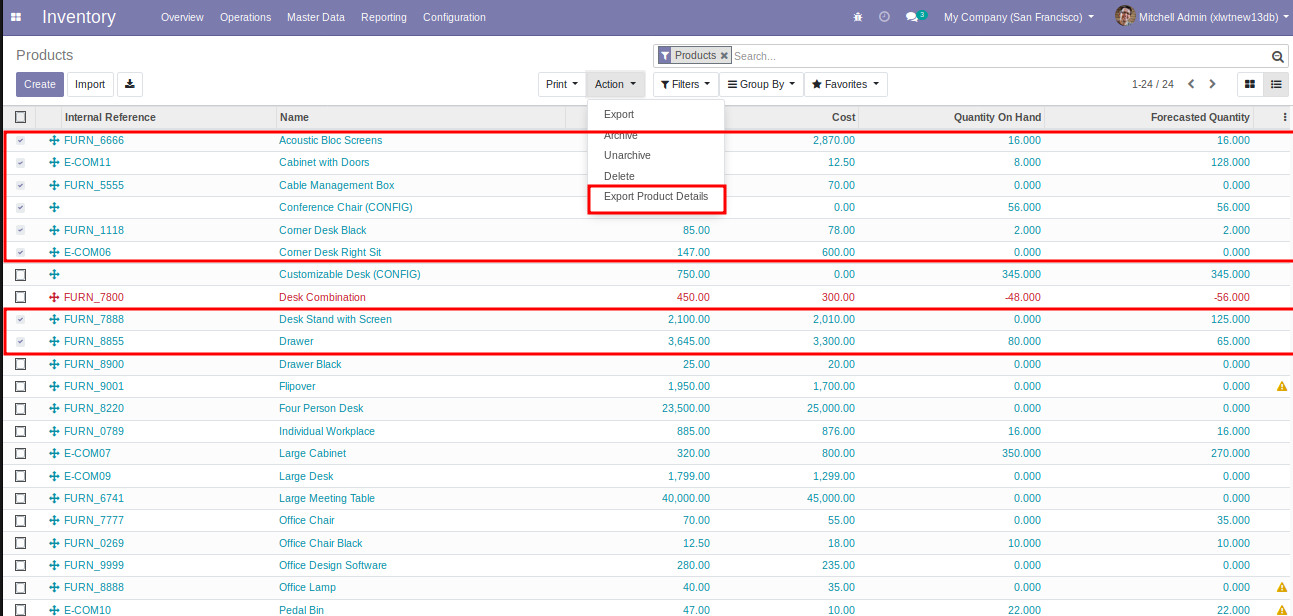 Inventory Overview Operations Master Data Reporting Configuration 3 My Company (San Francisco) Mitchell Admin (xlwtnew13db)
Products
Products × Search...
Create Import Print Action Filters Group By Favorites 1-24 / 24
Export
Archive
Unarchive
Delete
Export Product Details
Internal Reference Name Cost Quantity On Hand Forecasted Quantity
FURN_6666 Acoustic Bloc Screens 2,870.00 16.000 16.000
E-COM11 Cabinet with Doors 12.50 8.000 128.000
FURN_5555 Cable Management Box 70.00 0.000 0.000
Conference Chair (CONFIG) 0.00 56.000 56.000
FURN_1118 Corner Desk Black 85.00 78.00 2.000 2.000
E-COM06 Corner Desk Right Sit 147.00 600.00 0.000 0.000
Customizable Desk (CONFIG) 750.00 0.00 345.000 345.000
FURN_7800 Desk Combination 450.00 300.00 -48.000 -56.000
FURN_7888 Desk Stand with Screen 2,100.00 2,010.00 0.000 125.000
FURN_8855 Drawer 3,645.00 3,300.00 80.000 65.000
FURN_8900 Drawer Black 25.00 20.00 0.000 0.000
FURN_9001 Flipover 1,950.00 1,700.00 0.000 0.000
FURN_8220 Four Person Desk 23,500.00 25,000.00 0.000 0.000
FURN_0789 Individual Workplace 885.00 876.00 16.000 16.000
E-COM07 Large Cabinet 320.00 800.00 350.000 270.000
E-COM09 Large Desk 1,799.00 1,299.00 0.000 0.000
FURN_6741 Large Meeting Table 40,000.00 45,000.00 0.000 0.000
FURN_7777 Office Chair 70.00 55.00 0.000 35.000
FURN_0269 Office Chair Black 12.50 18.00 10.000 10.000
FURN_9999 Office Design Software 280.00 235.00 0.000 0.000
FURN_8888 Office Lamp 40.00 35.00 0.000 0.000
E-COM10 Pedal Bin 47.00 10.00 22.000 22.000